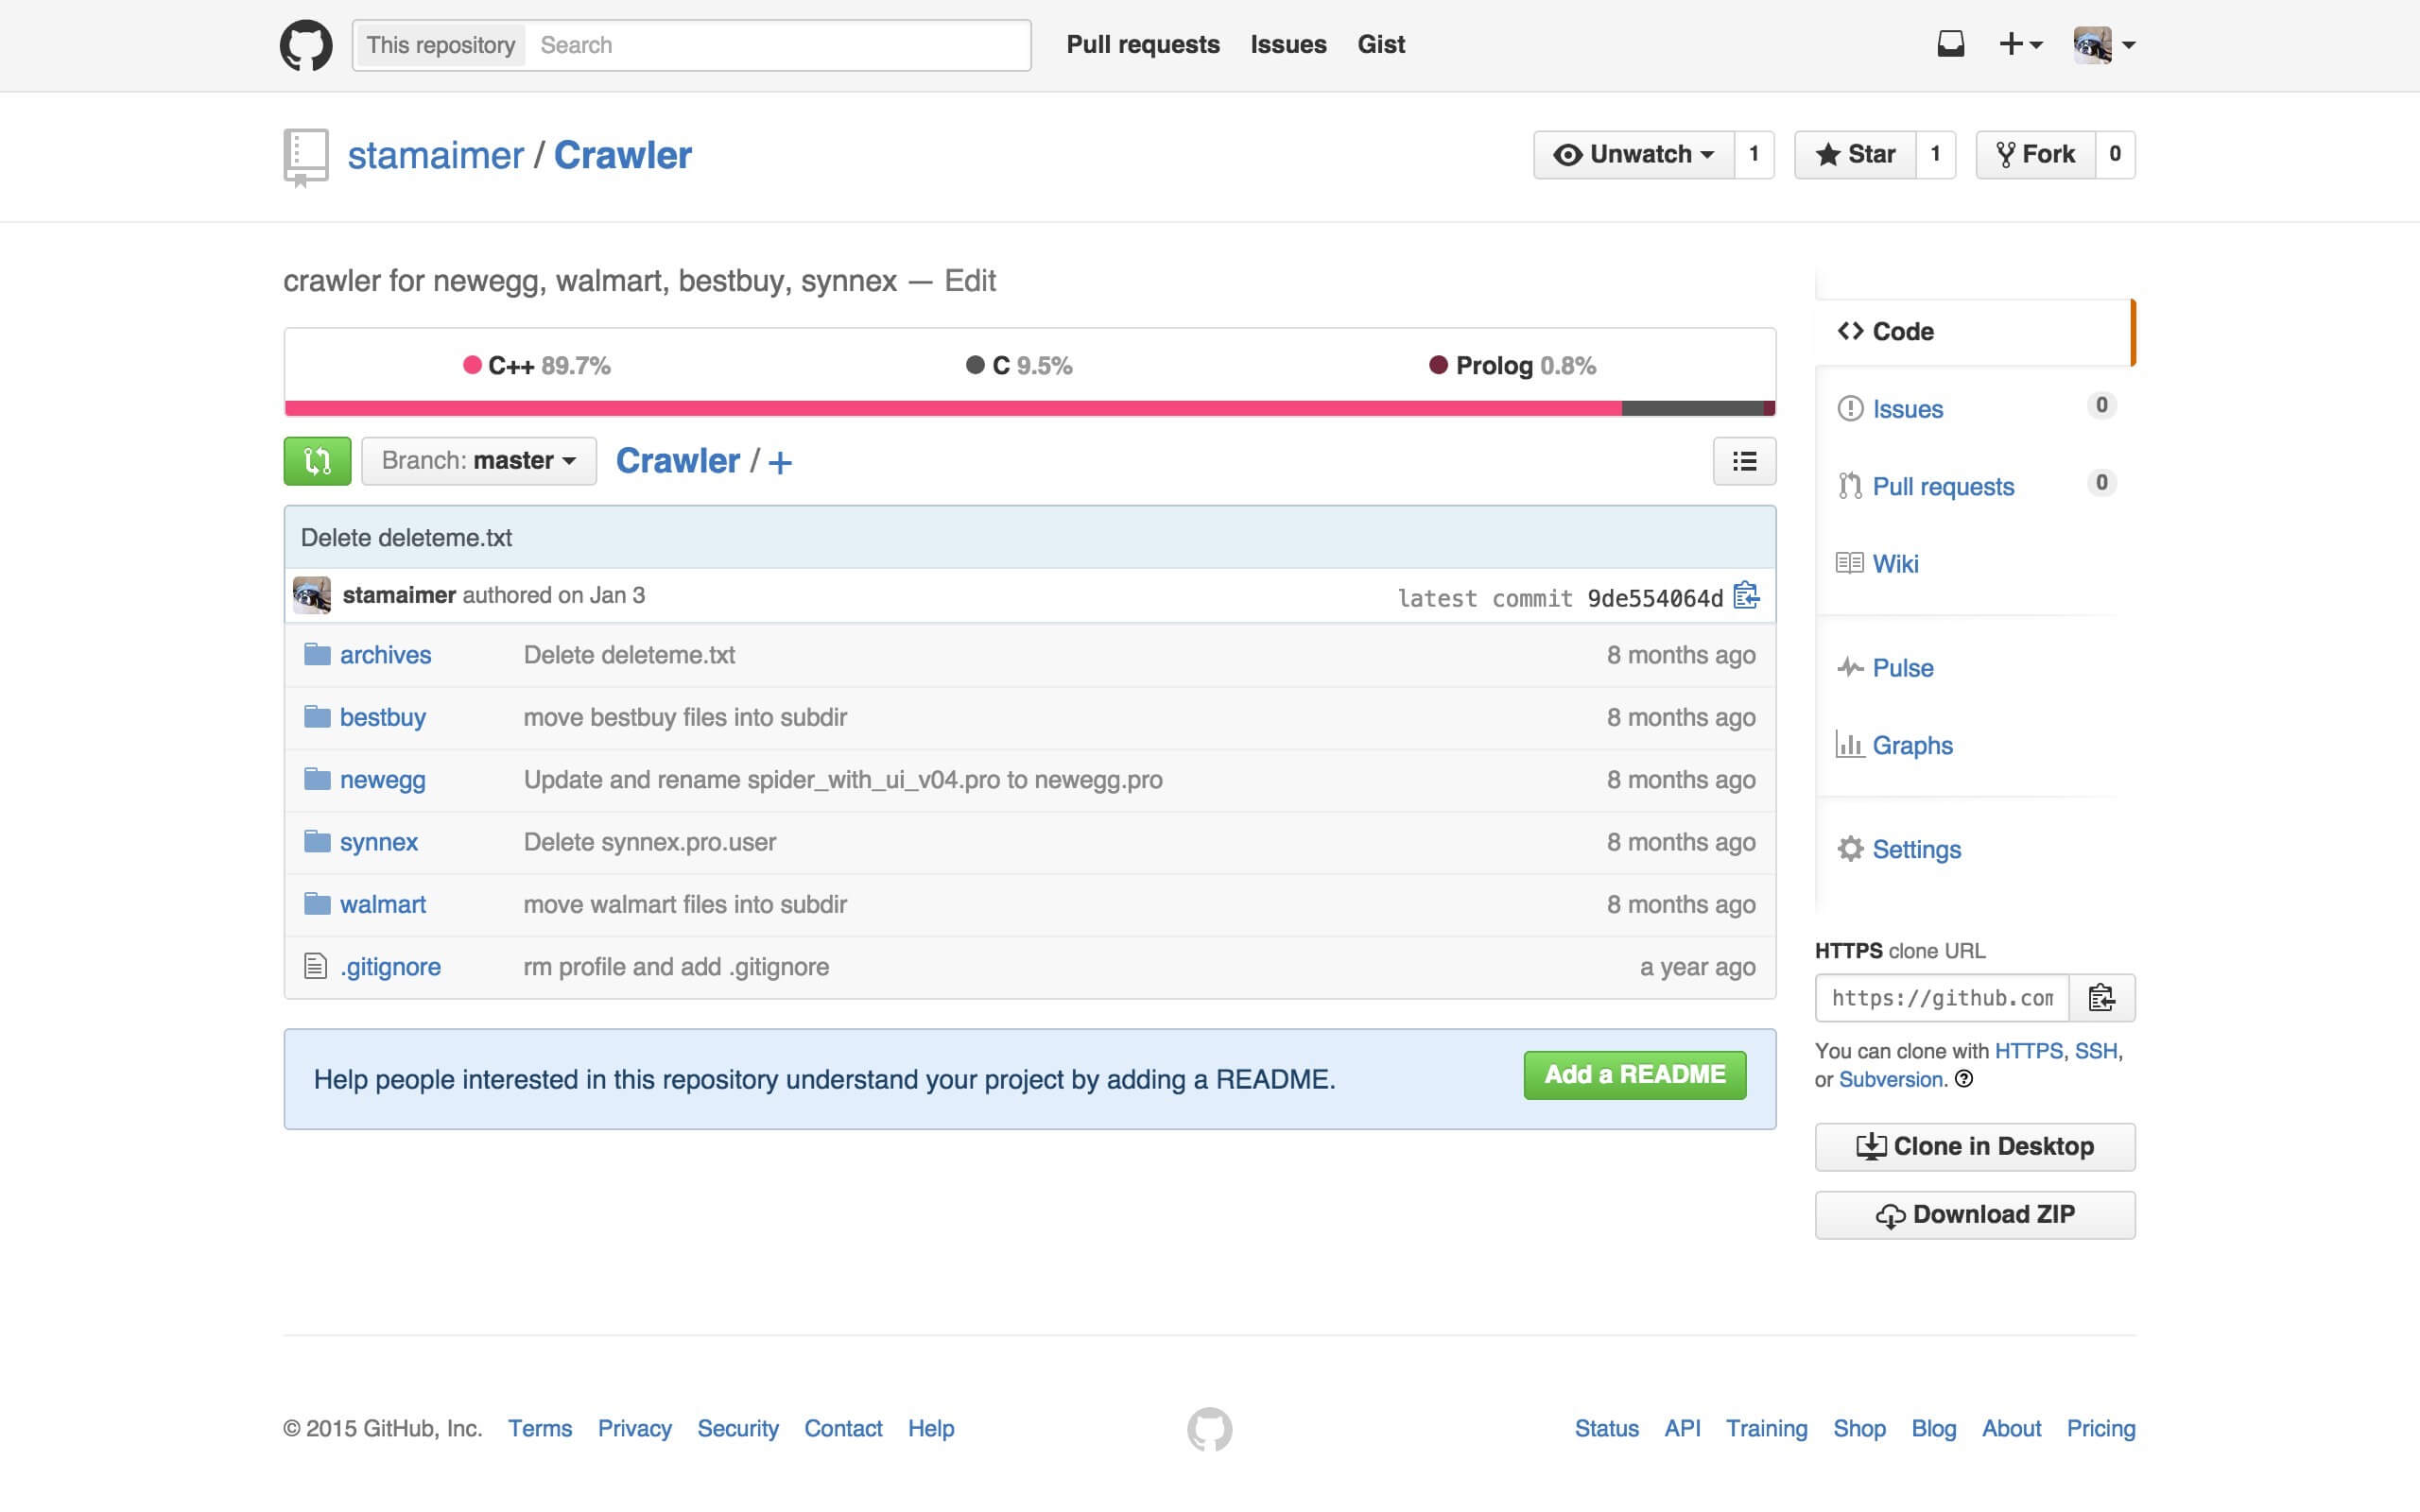 This repository Search Pull requests Issues Gist
stamaimer / Crawler Unwatch 1 Star 1 Fork 0
crawler for newegg, walmart, bestbuy, synnex — Edit
C++ 89.7% C 9.5% Prolog 0.8%
Branch: master Crawler / +
Delete deleteme.txt
stamaimer authored on Jan 3 latest commit 9de554064d
archives Delete deleteme.txt 8 months ago
bestbuy move bestbuy files into subdir 8 months ago
newegg Update and rename spider_with_ui_v04.pro to newegg.pro 8 months ago
synnex Delete synnex.pro.user 8 months ago
walmart move walmart files into subdir 8 months ago
.gitignore rm profile and add .gitignore a year ago
Help people interested in this repository understand your project by adding a README. Add a README
Code
Issues 0
Pull requests 0
Wiki
Pulse
Graphs
Settings
HTTPS clone URL
https://github.com
You can clone with HTTPS, SSH,
or Subversion.
Clone in Desktop
Download ZIP
© 2015 GitHub, Inc. Terms Privacy Security Contact Help Status API Training Shop Blog About Pricing